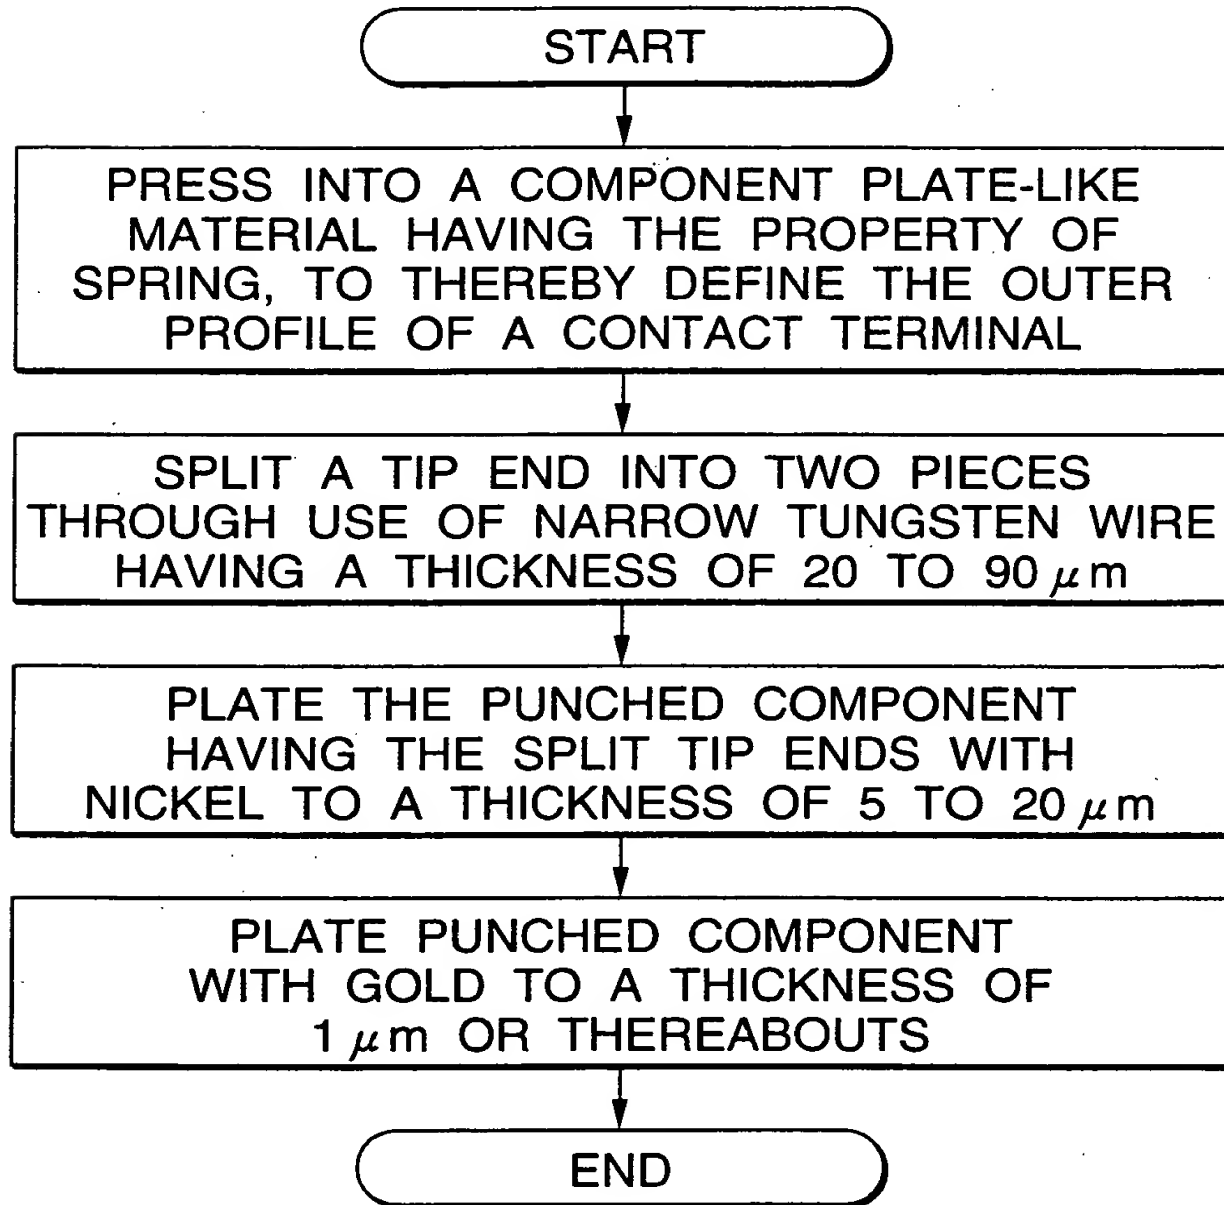 START
PRESS INTO A COMPONENT PLATE-LIKE
MATERIAL HAVING THE PROPERTY OF
SPRING, TO THEREBY DEFINE THE OUTER
PROFILE OF A CONTACT TERMINAL
SPLIT A TIP END INTO TWO PIECES
THROUGH USE OF NARROW TUNGSTEN WIRE
HAVING A THICKNESS OF 20 TO 90 μm
PLATE THE PUNCHED COMPONENT
HAVING THE SPLIT TIP ENDS WITH
NICKEL TO A THICKNESS OF 5 TO 20 μm
PLATE PUNCHED COMPONENT
WITH GOLD TO A THICKNESS OF
1 μm OR THEREABOUTS
END